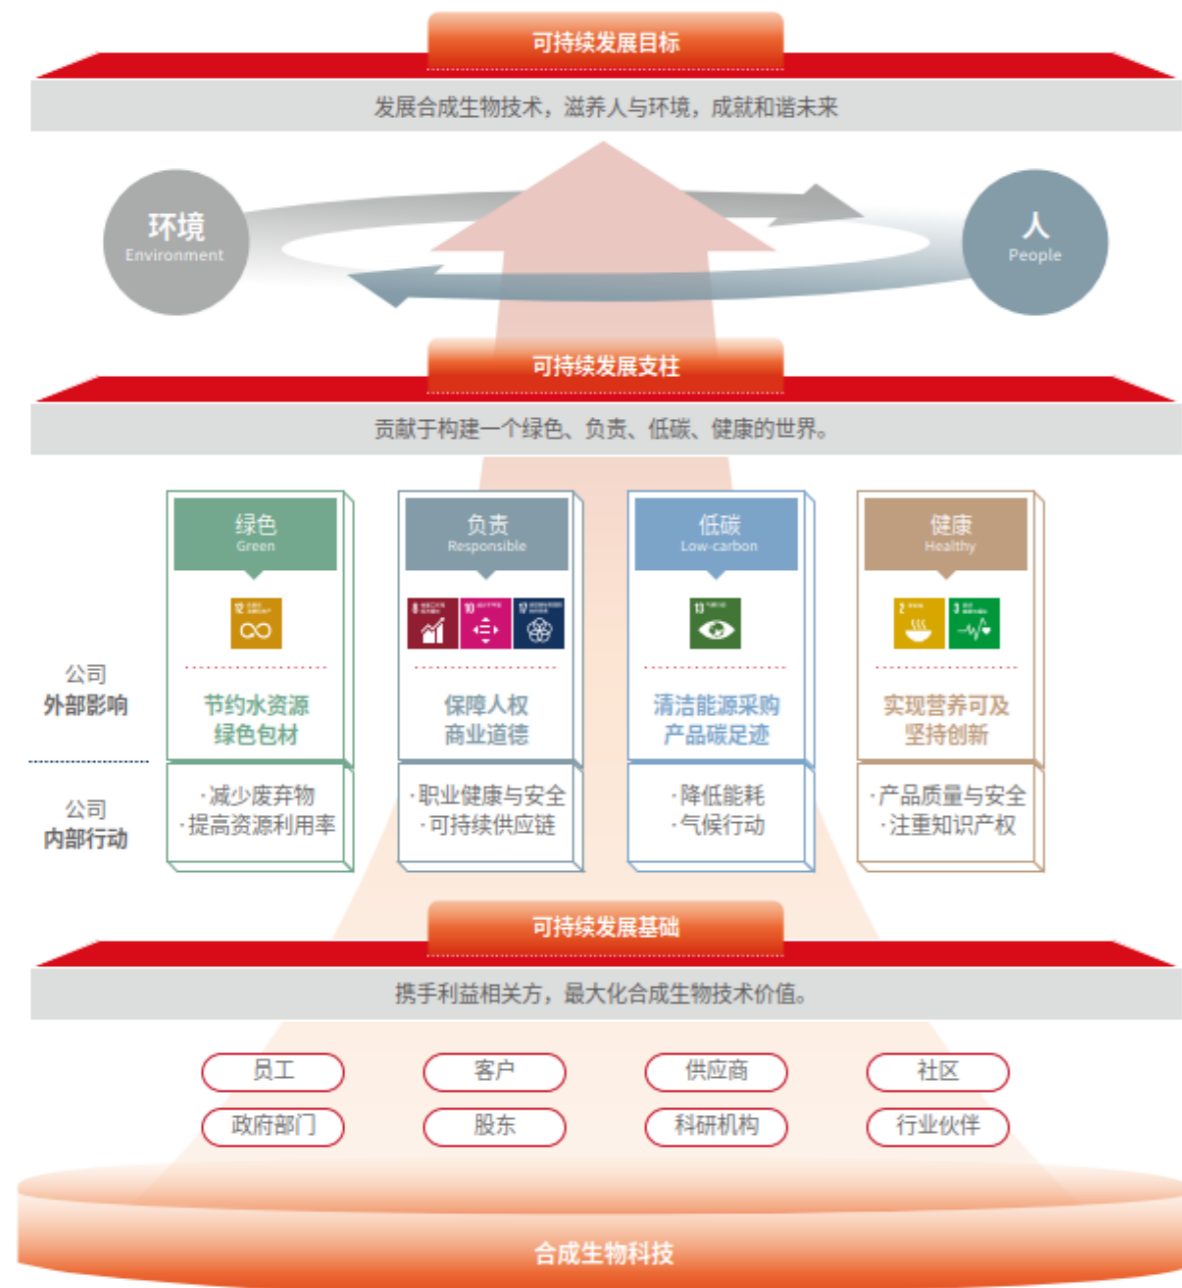 可持续发展目标
发展合成生物技术，滋养人与环境，成就和谐未来
环境
Environment
人
People
可持续发展支柱
贡献于构建一个绿色、负责、低碳、健康的世界。
绿色
Green
负责
Responsible
低碳
Low-carbon
健康
Healthy
12
8
10
17
13
2
3
公司
外部影响
节约水资源
绿色包材
保障人权
商业道德
清洁能源采购
产品碳足迹
实现营养可及
坚持创新
公司
内部行动
·减少废弃物
·提高资源利用率
·职业健康与安全
·可持续供应链
·降低能耗
·气候行动
·产品质量与安全
·注重知识产权
可持续发展基础
携手利益相关方，最大化合成生物技术价值。
员工
客户
供应商
社区
政府部门
股东
科研机构
行业伙伴
合成生物科技